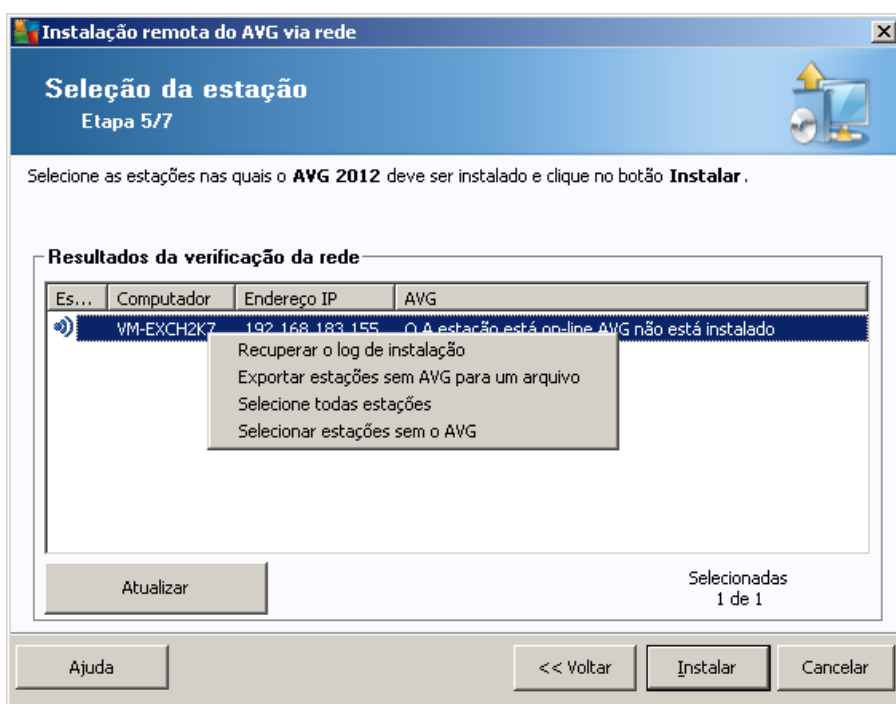 Instalação remota do AVG via rede
Seleção da estação
Etapa 5/7
Selecione as estações nas quais o AVG 2012 deve ser instalado e clique no botão Instalar.
Resultados da verificação da rede
Es... Computador Endereço IP AVG
VM-EXCH2K7 192.168.183.155 O A estação está on-line AVG não está instalado
Recuperar o log de instalação
Exportar estações sem AVG para um arquivo
Selecione todas estações
Selecionar estações sem o AVG
Atualizar
Selecionadas
1 de 1
Ajuda << Voltar Instalar Cancelar